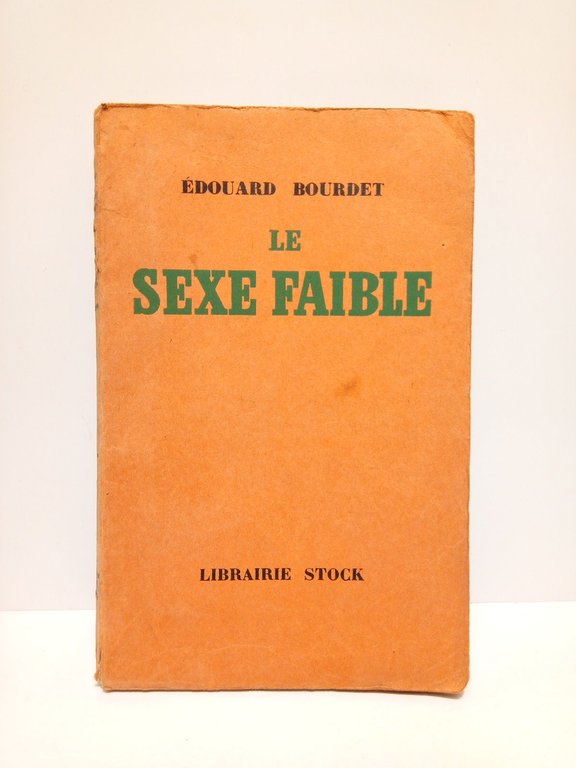 ÉDOUARD BOURDET
LE
SEXE FAIBLE
LIBRAIRIE STOCK